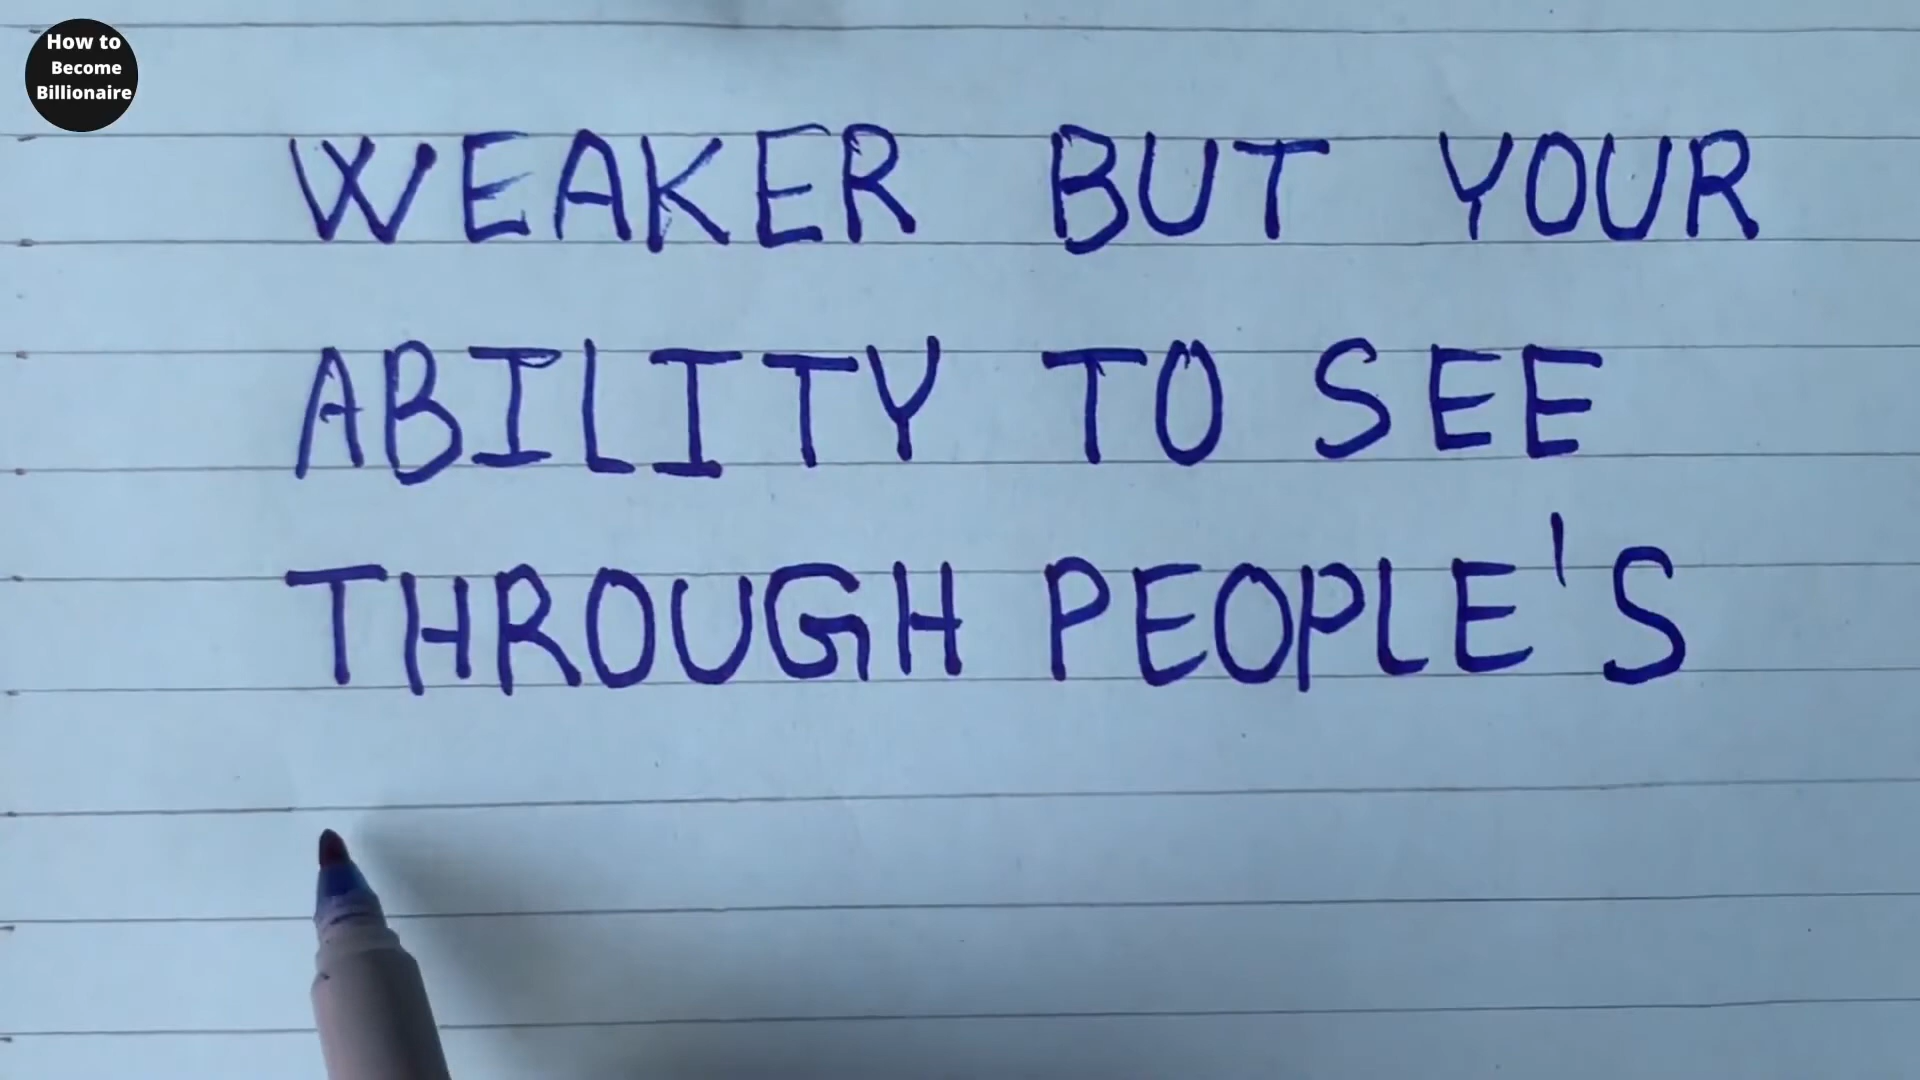 How to
Become
Billionaire
WEAKER BUT YOUR
ABILITY TO SEE
THROUGH PEOPLE'S